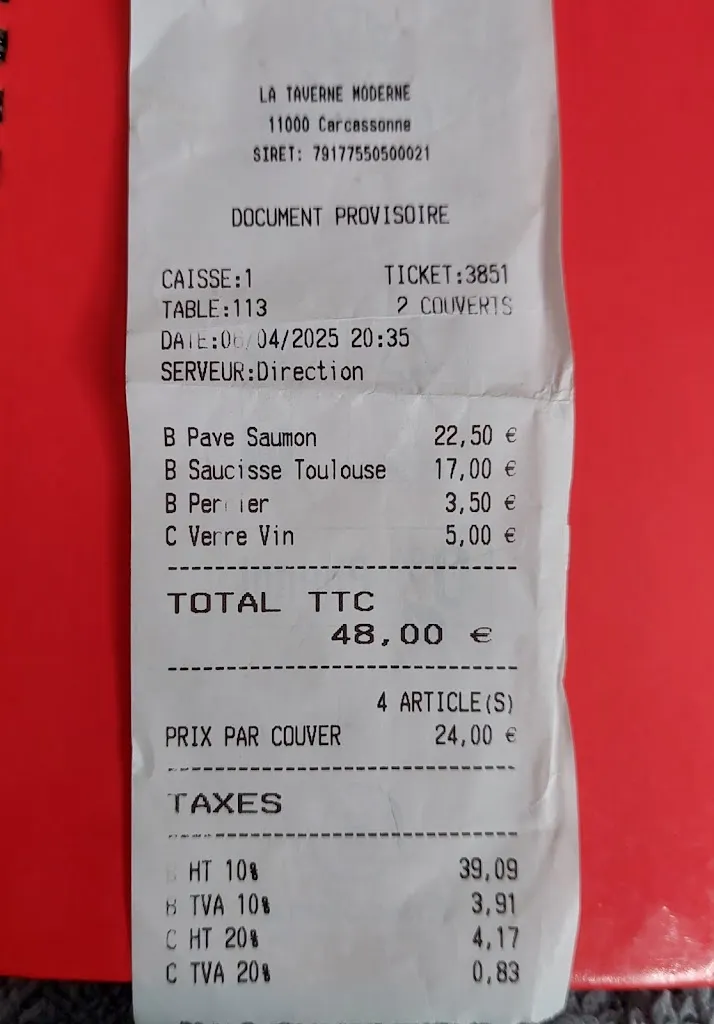 LA TAVERNE MODERNE
11000 Carcassonne
SIRET: 79177550500021
DOCUMENT PROVISOIRE
CAISSE:1 TICKET:3851
TABLE:113 2 COUVERTS
DATE:06/04/2025 20:35
SERVEUR:Direction
B Pave Saumon 22,50 €
B Saucisse Toulouse 17,00 €
B Perrier 3,50 €
C Verre Vin 5,00 €
TOTAL TTC
48,00 €
4 ARTICLE(S)
PRIX PAR COUVER 24,00 €
TAXES
B HT 10% 39,09
B TVA 10% 3,91
C HT 20% 4,17
C TVA 20% 0,83